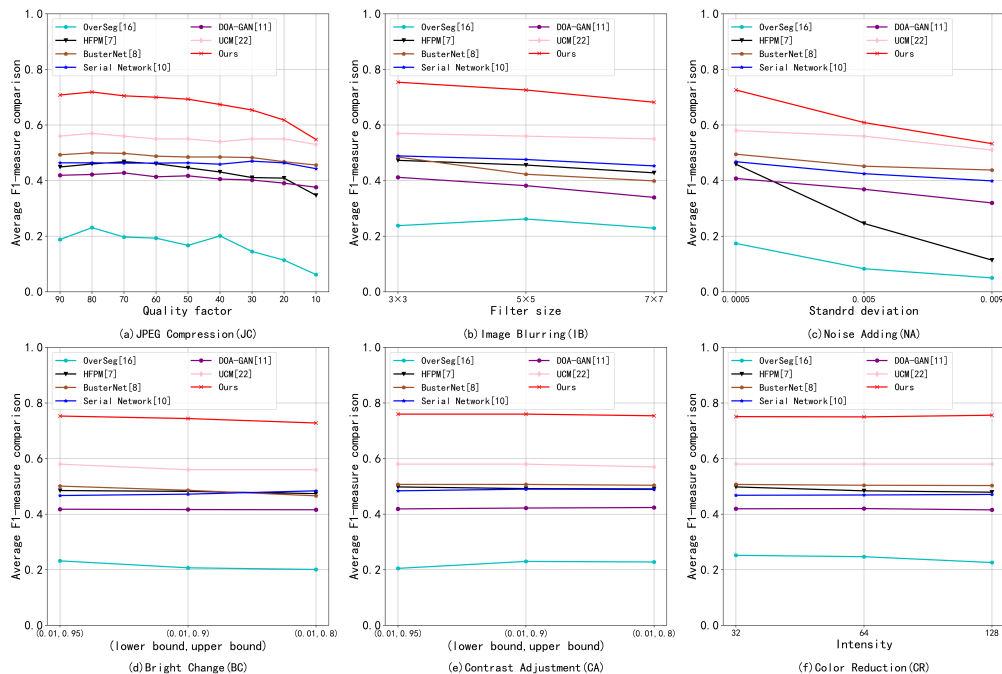 OverSeg[16]
HFPM[7]
BusterNet[8]
Serial Network[10]
DOA-GAN[11]
UCM[22]
Ours
Average F1-measure comparison
1.0
0.8
0.6
0.4
0.2
0.0
90 80 70 60 50 40 30 20 10
Quality factor
(a)JPEG Compression(JC)
OverSeg[16]
HFPM[7]
BusterNet[8]
Serial Network[10]
DOA-GAN[11]
UCM[22]
Ours
Average F1-measure comparison
1.0
0.8
0.6
0.4
0.2
0.0
3×3 5×5 7×7
Filter size
(b)Image Blurring(IB)
OverSeg[16]
HFPM[7]
BusterNet[8]
Serial Network[10]
DOA-GAN[11]
UCM[22]
Ours
Average F1-measure comparison
1.0
0.8
0.6
0.4
0.2
0.0
0.0005 0.005 0.009
Standrd deviation
(c)Noise Adding(NA)
OverSeg[16]
HFPM[7]
BusterNet[8]
Serial Network[10]
DOA-GAN[11]
UCM[22]
Ours
Average F1-measure comparison
1.0
0.8
0.6
0.4
0.2
0.0
(0.01,0.95) (0.01,0.9) (0.01,0.8)
(lower bound,upper bound)
(d)Bright Change(BC)
OverSeg[16]
HFPM[7]
BusterNet[8]
Serial Network[10]
DOA-GAN[11]
UCM[22]
Ours
Average F1-measure comparison
1.0
0.8
0.6
0.4
0.2
0.0
(0.01,0.95) (0.01,0.9) (0.01,0.8)
(lower bound,upper bound)
(e)Contrast Adjustment(CA)
OverSeg[16]
HFPM[7]
BusterNet[8]
Serial Network[10]
DOA-GAN[11]
UCM[22]
Ours
Average F1-measure comparison
1.0
0.8
0.6
0.4
0.2
0.0
32 64 128
Intensity
(f)Color Reduction(CR)